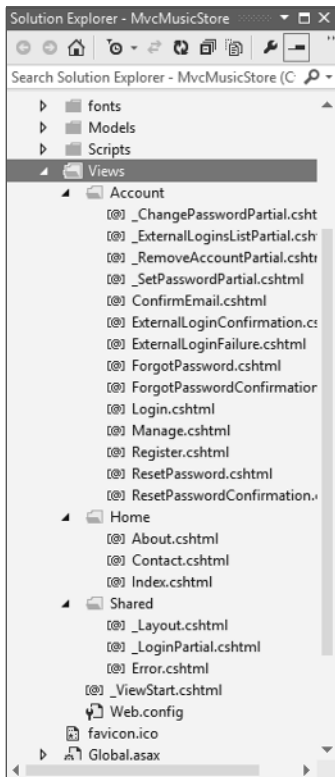 Solution Explorer - MvcMusicStore
Search Solution Explorer - MvcMusicStore (C
fonts
Models
Scripts
Views
Account
_ChangePasswordPartial.csht
_ExternalLoginsListPartial.csh
_RemoveAccountPartial.csht
_SetPasswordPartial.cshtml
ConfirmEmail.cshtml
ExternalLoginConfirmation.cs
ExternalLoginFailure.cshtml
ForgotPassword.cshtml
ForgotPasswordConfirmation
Login.cshtml
Manage.cshtml
Register.cshtml
ResetPassword.cshtml
ResetPasswordConfirmation.
Home
About.cshtml
Contact.cshtml
Index.cshtml
Shared
_Layout.cshtml
_LoginPartial.cshtml
Error.cshtml
_ViewStart.cshtml
Web.config
favicon.ico
Global.asax